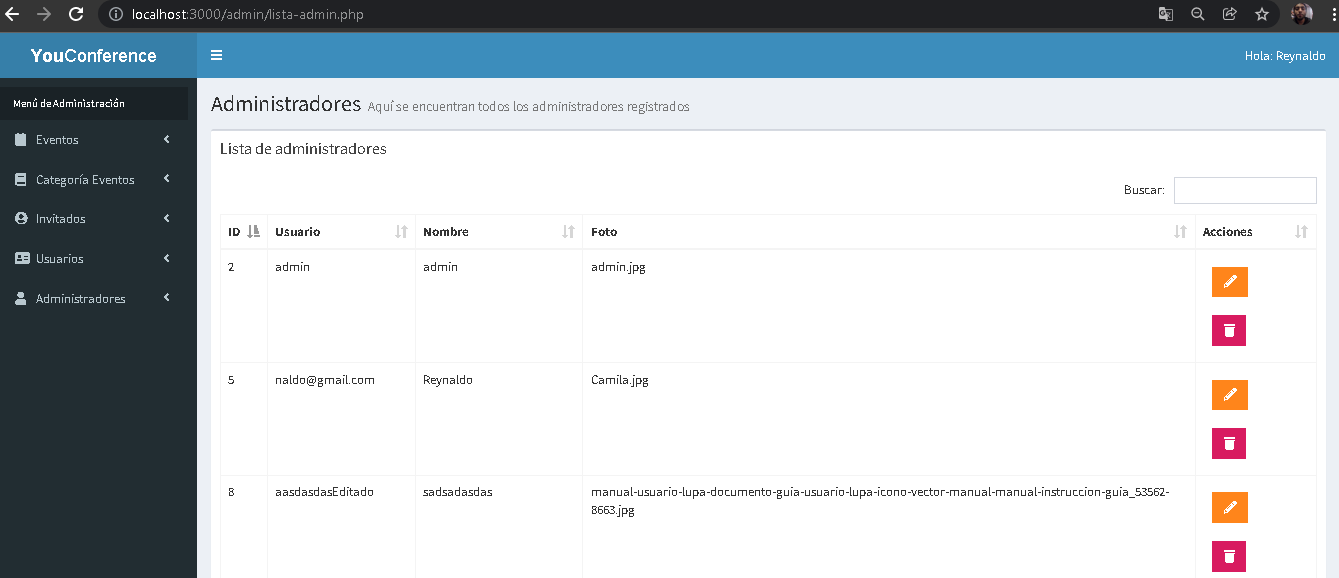 localhost:3000/admin/lista-admin.php
YouConference
Hola: Reynaldo
Menú de Administración
Eventos
Categoría Eventos
Invitados
Usuarios
Administradores
Administradores Aquí se encuentran todos los administradores registrados
Lista de administradores
Buscar:
ID Usuario Nombre Foto Acciones
2 admin admin admin.jpg
5 naldo@gmail.com Reynaldo Camila.jpg
8 aasdasdasEditado sadsadasdas manual-usuario-lupa-documento-guia-usuario-lupa-icono-vector-manual-manual-instruccion-guia_53562-
8663.jpg